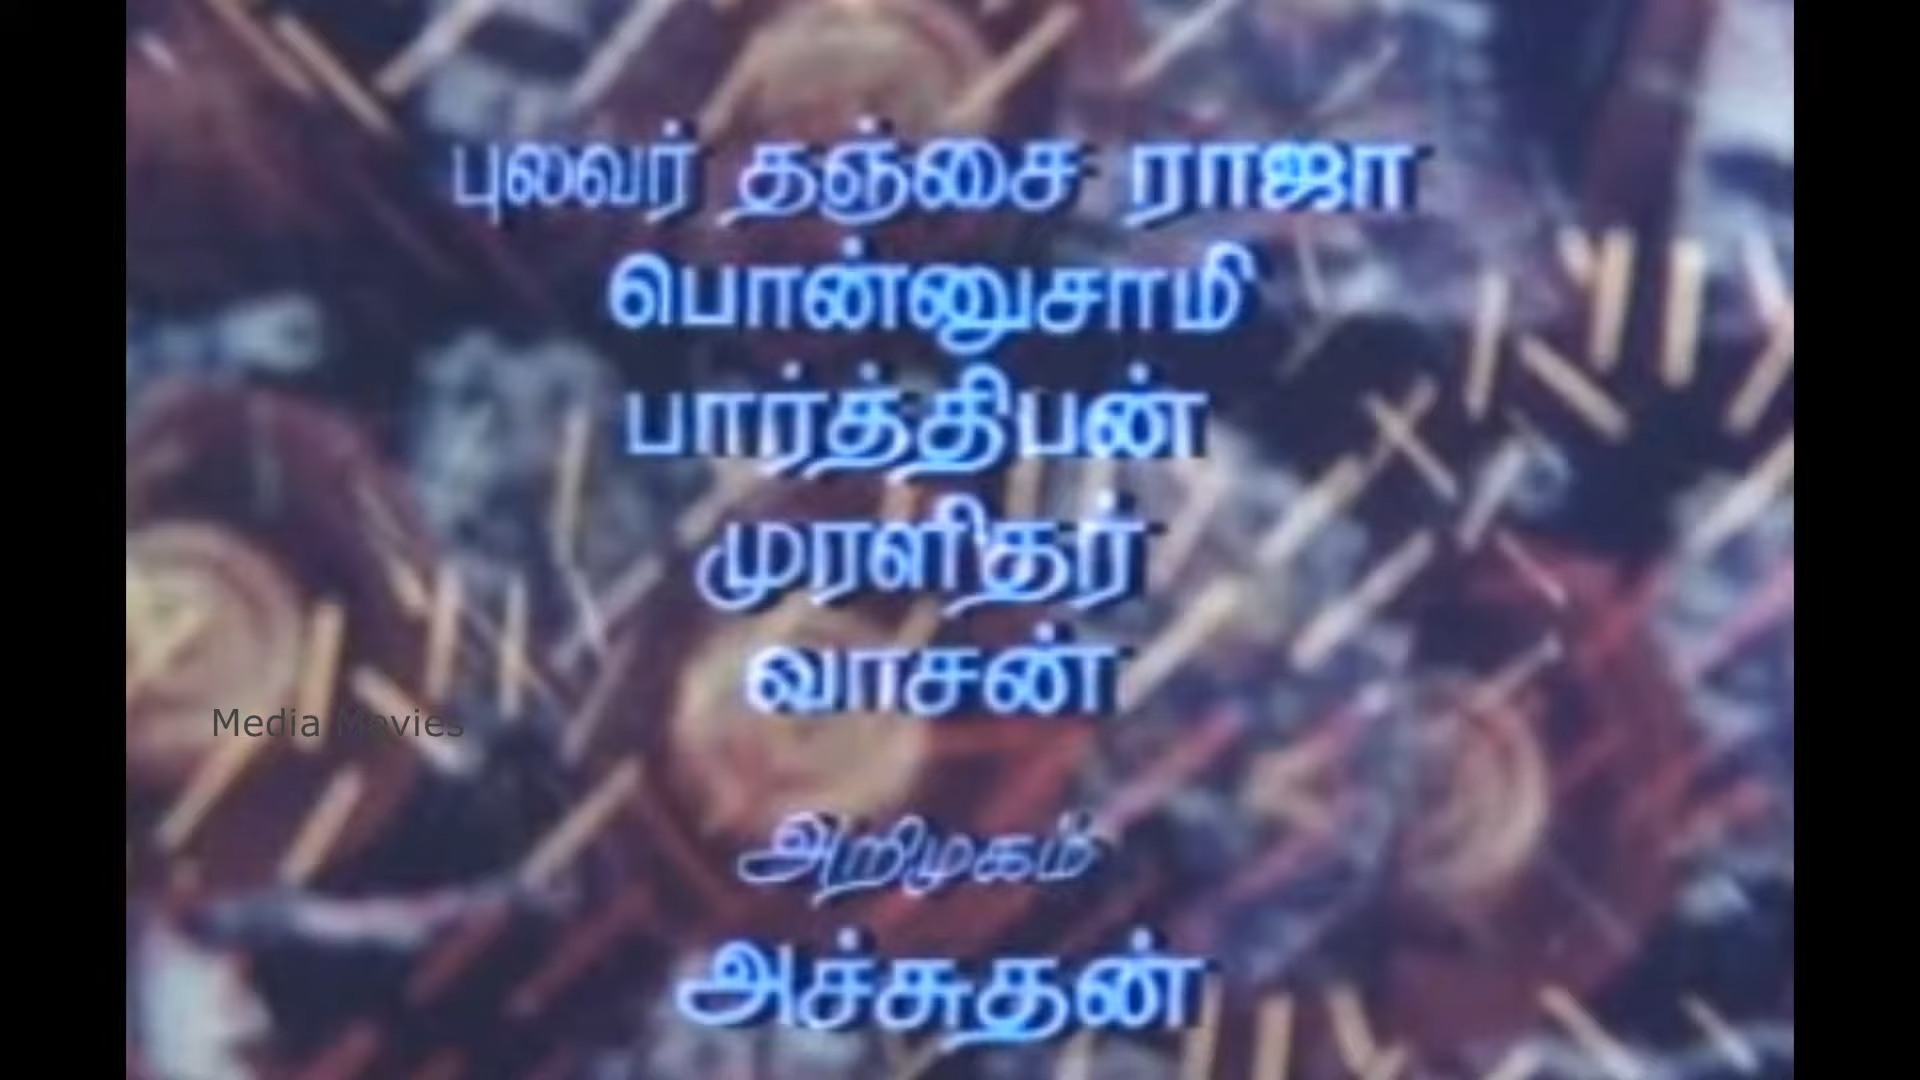 புலவர் தஞ்சை ராஜா
பொன்னுசாமி
பார்த்திபன்
முரளிதர்
வாசன்
Media Movies
அறிமுகம்
அச்சுதன்